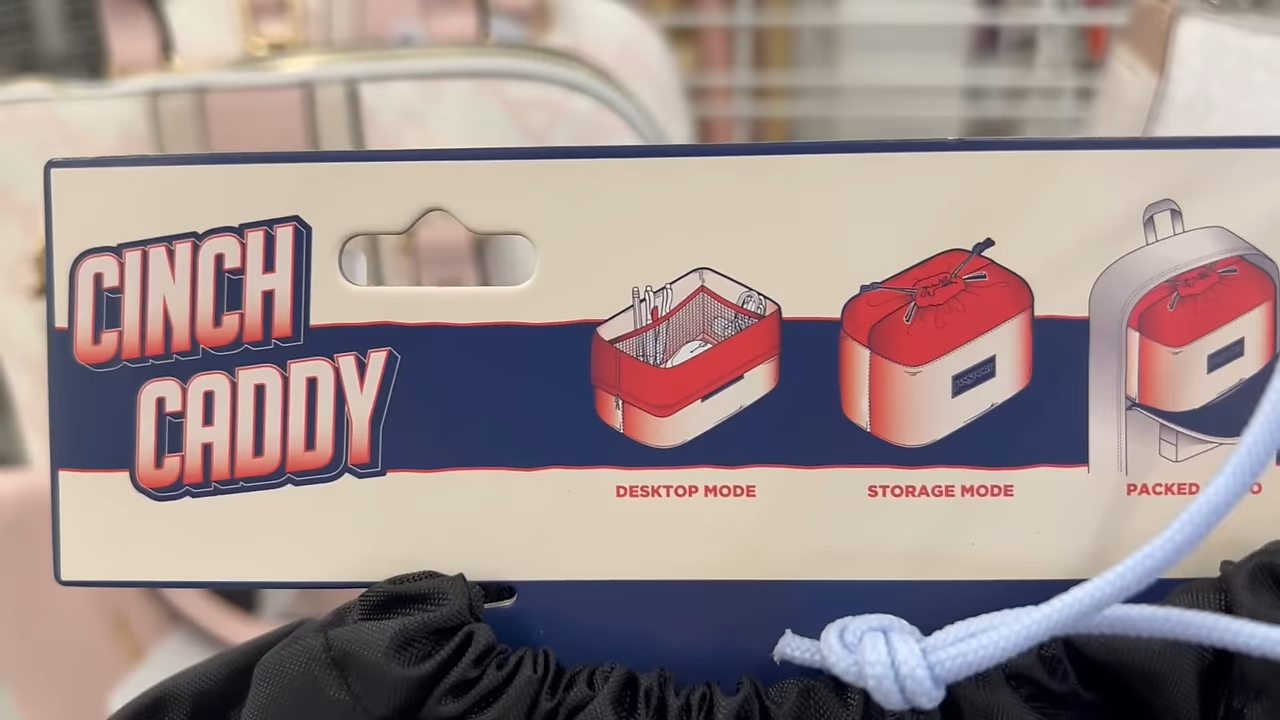 CINCH
CADDY
DESKTOP MODE
STORAGE MODE
PACKED